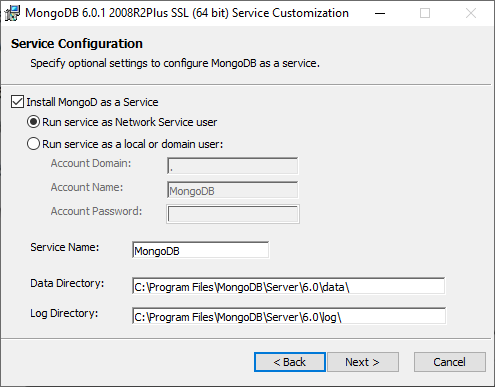 MongoDB 6.0.1 2008R2Plus SSL (64 bit) Service Customization
Service Configuration
Specify optional settings to configure MongoDB as a service.
Install MongoD as a Service
Run service as Network Service user
Run service as a local or domain user:
Account Domain: .
Account Name: MongoDB
Account Password:
Service Name: MongoDB
Data Directory: C:\Program Files\MongoDB\Server\6.0\data\
Log Directory: C:\Program Files\MongoDB\Server\6.0\log\
< Back Next > Cancel